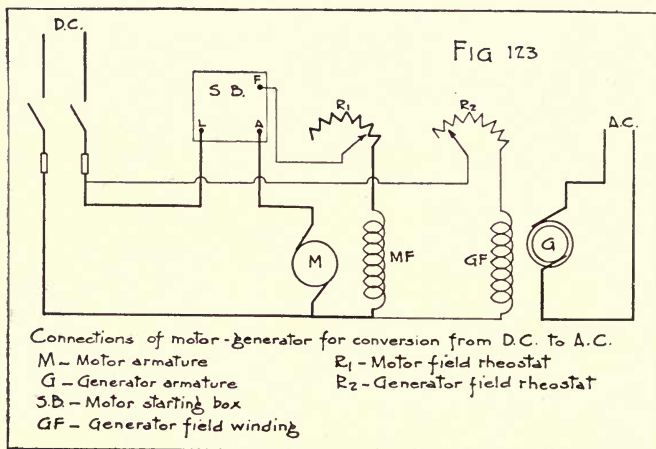 D.C.
FIG 123
S.B.
F
R1
R2
A.C.
L
A
M
MF
GF
G
Connections of motor-generator for conversion from D.C. to A.C.
M – Motor armature
R1 – Motor field rheostat
G – Generator armature
R2 – Generator field rheostat
S.B. – Motor starting box
GF – Generator field winding